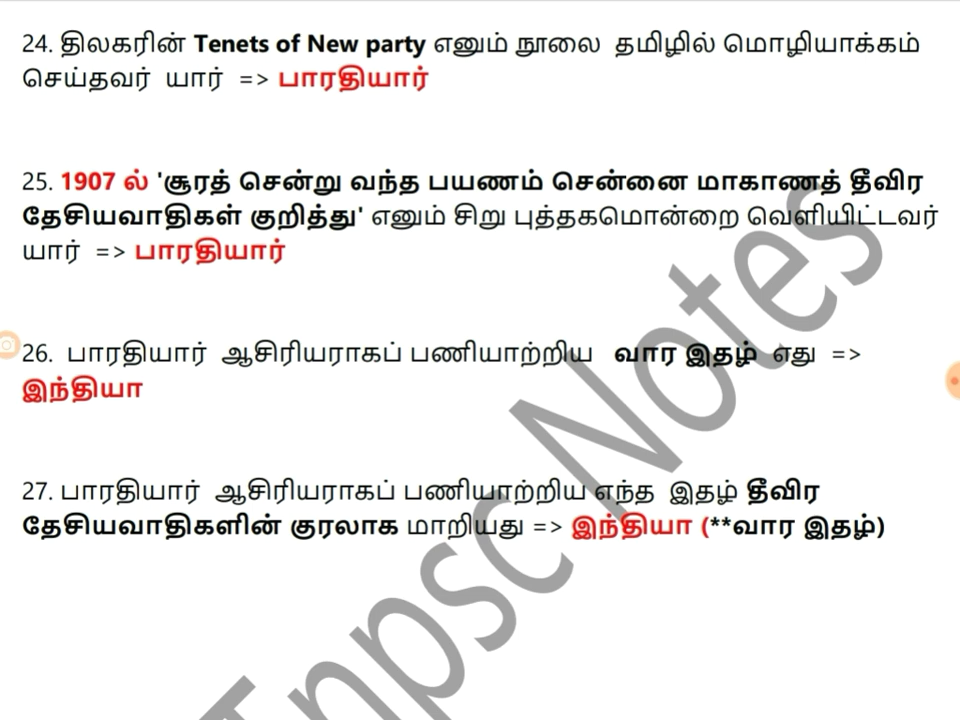 24. திலகரின் Tenets of New party எனும் நூலை தமிழில் மொழியாக்கம்
செய்தவர் யார் => பாரதியார்
25. 1907 ல் 'சூரத் சென்று வந்த பயணம் சென்னை மாகாணத் தீவிர
தேசியவாதிகள் குறித்து' எனும் சிறு புத்தகமொன்றை வெளியிட்டவர்
யார் => பாரதியார்
26. பாரதியார் ஆசிரியராகப் பணியாற்றிய வார இதழ் எது =>
இந்தியா
27. பாரதியார் ஆசிரியராகப் பணியாற்றிய எந்த இதழ் தீவிர
தேசியவாதிகளின் குரலாக மாறியது => இந்தியா (**வார இதழ்)
Tnpsc Notes